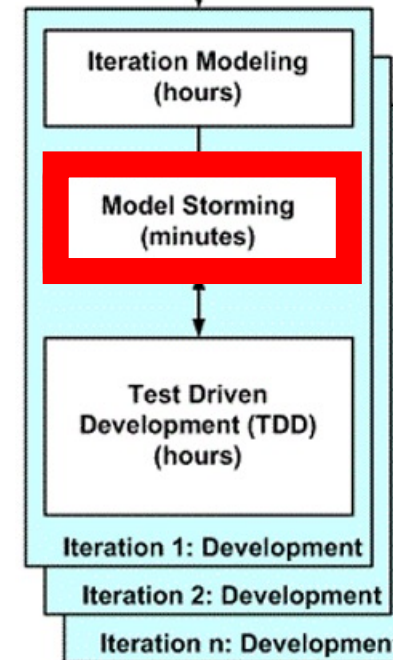 Iteration Modeling
(hours)
Model Storming
(minutes)
Test Driven
Development (TDD)
(hours)
Iteration 1: Development
Iteration 2: Development
Iteration n: Developmen